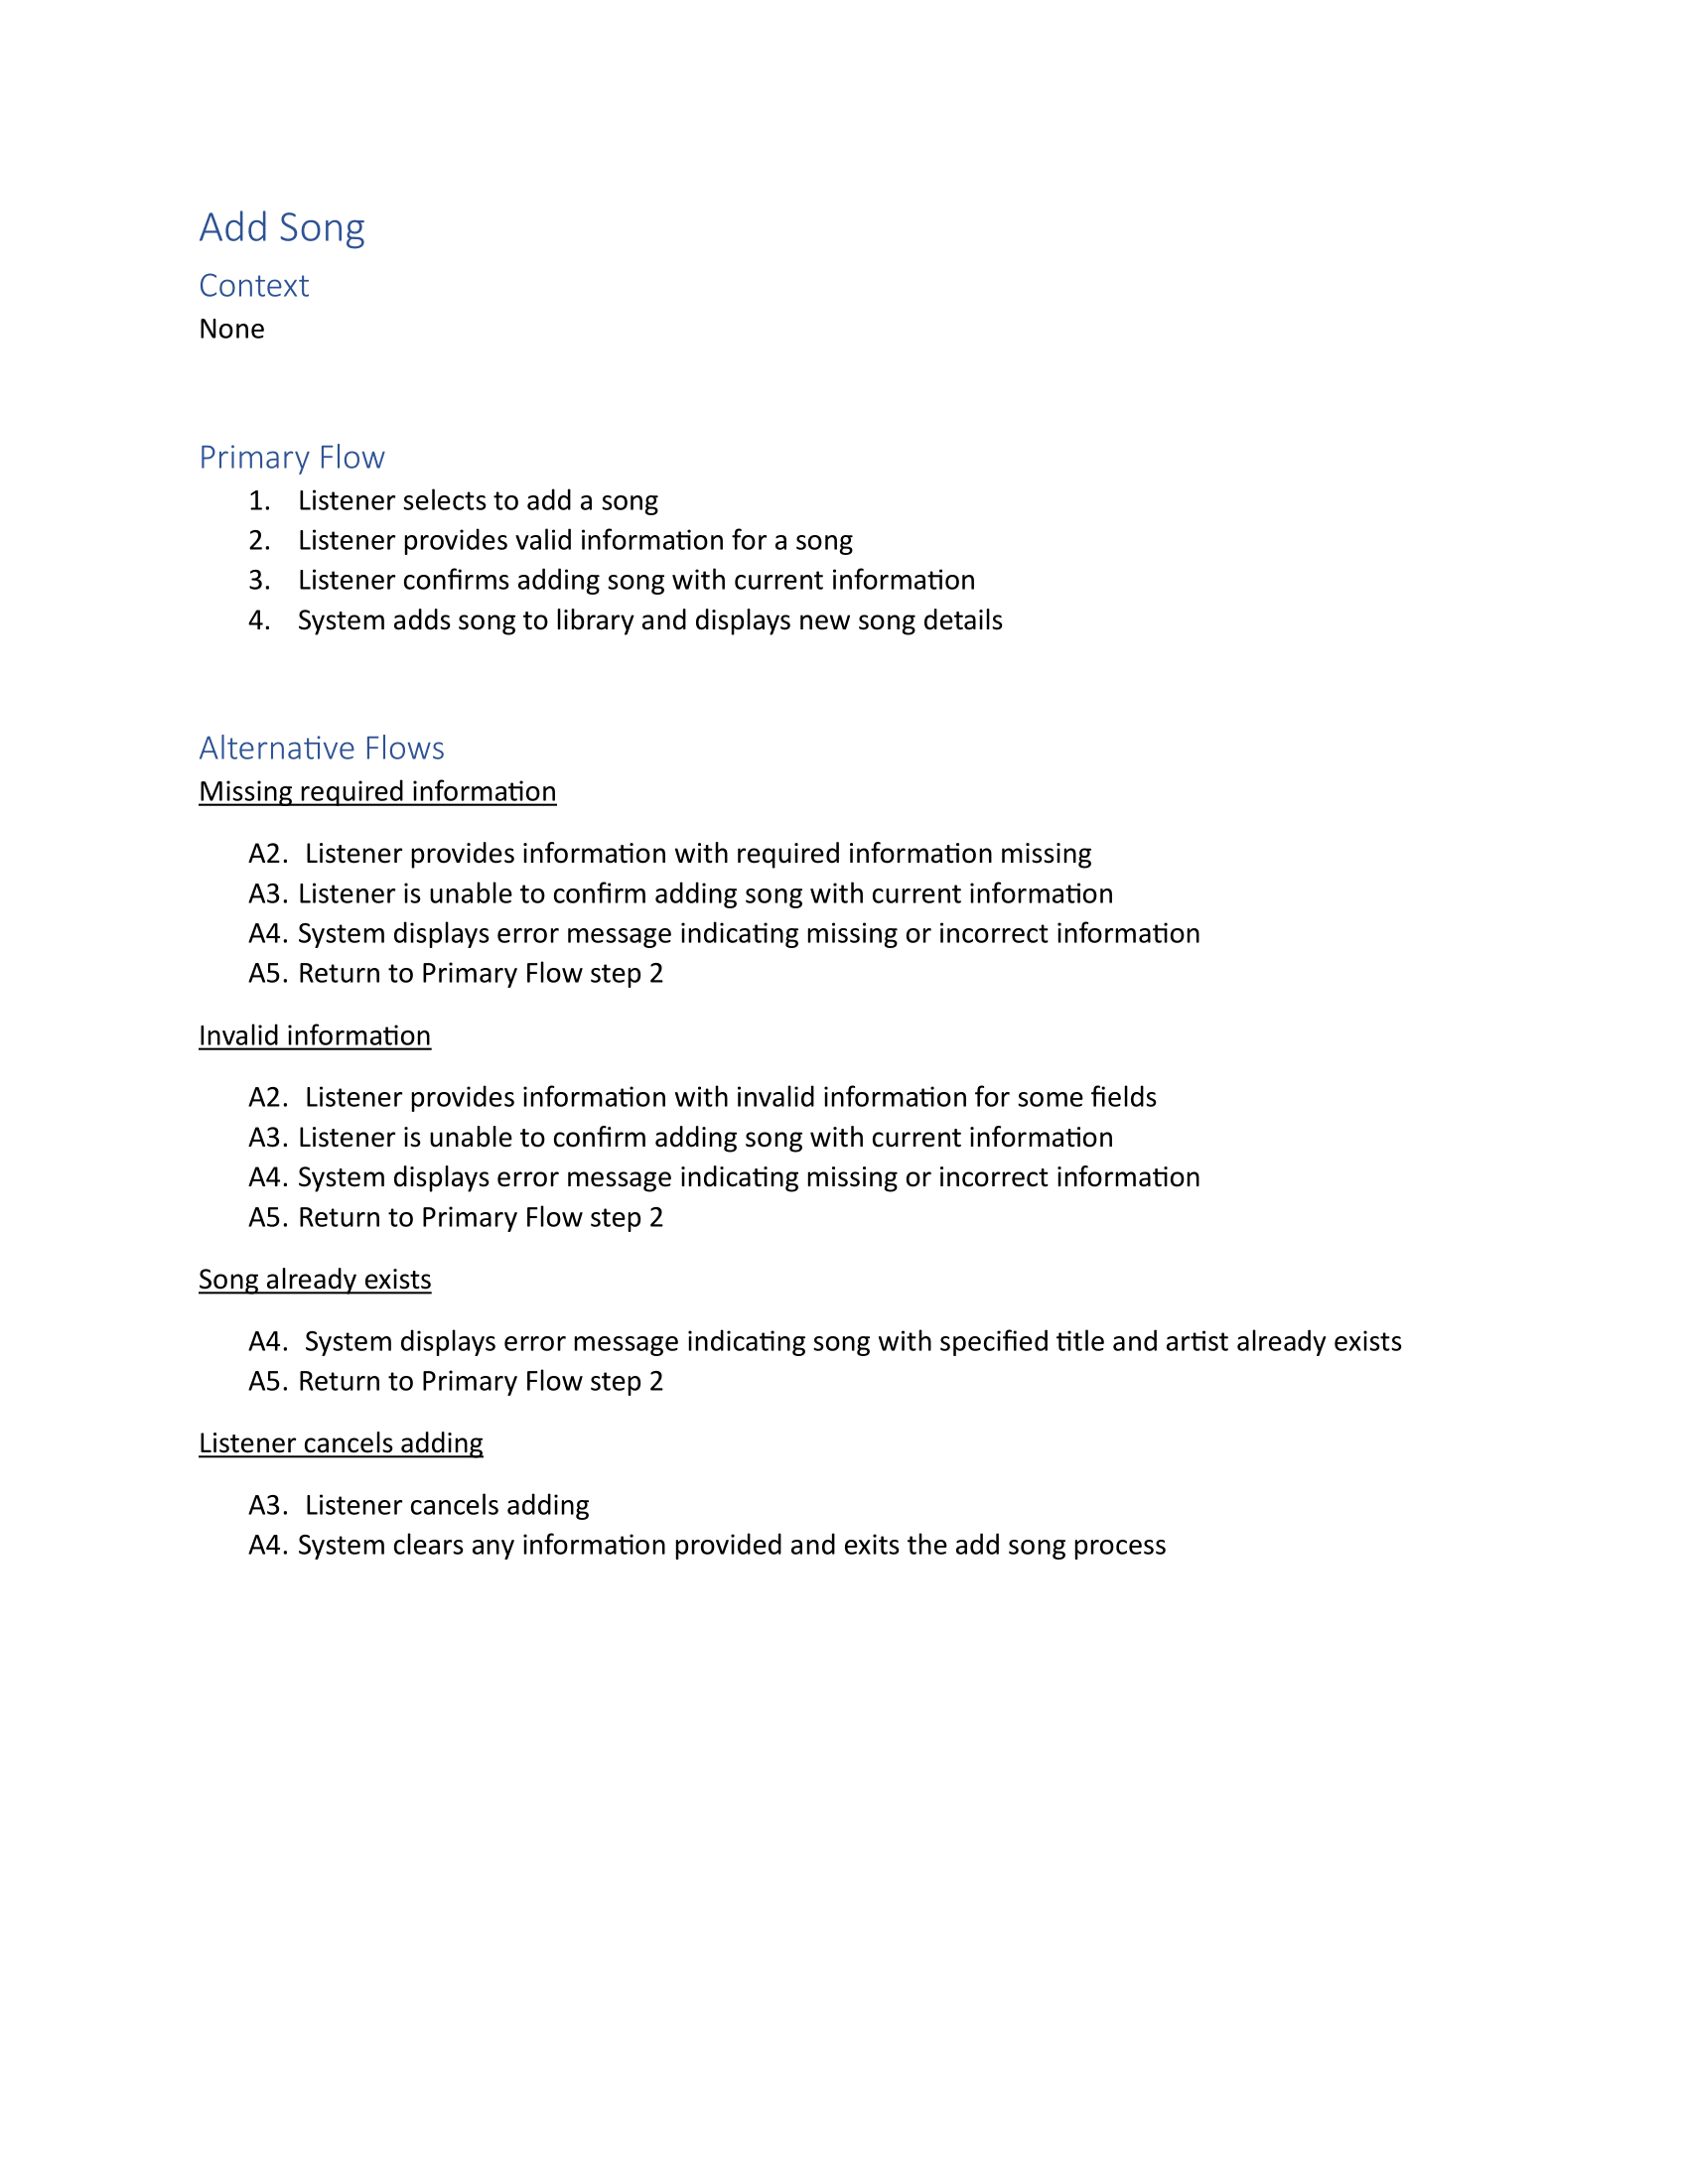 Add Song
Context
None
Primary Flow
1. Listener selects to add a song
2. Listener provides valid information for a song
3. Listener confirms adding song with current information
4. System adds song to library and displays new song details
Alternative Flows
Missing required information
A2. Listener provides information with required information missing
A3. Listener is unable to confirm adding song with current information
A4. System displays error message indicating missing or incorrect information
A5. Return to Primary Flow step 2
Invalid information
A2. Listener provides information with invalid information for some fields
A3. Listener is unable to confirm adding song with current information
A4. System displays error message indicating missing or incorrect information
A5. Return to Primary Flow step 2
Song already exists
A4. System displays error message indicating song with specified title and artist already exists
A5. Return to Primary Flow step 2
Listener cancels adding
A3. Listener cancels adding
A4. System clears any information provided and exits the add song process